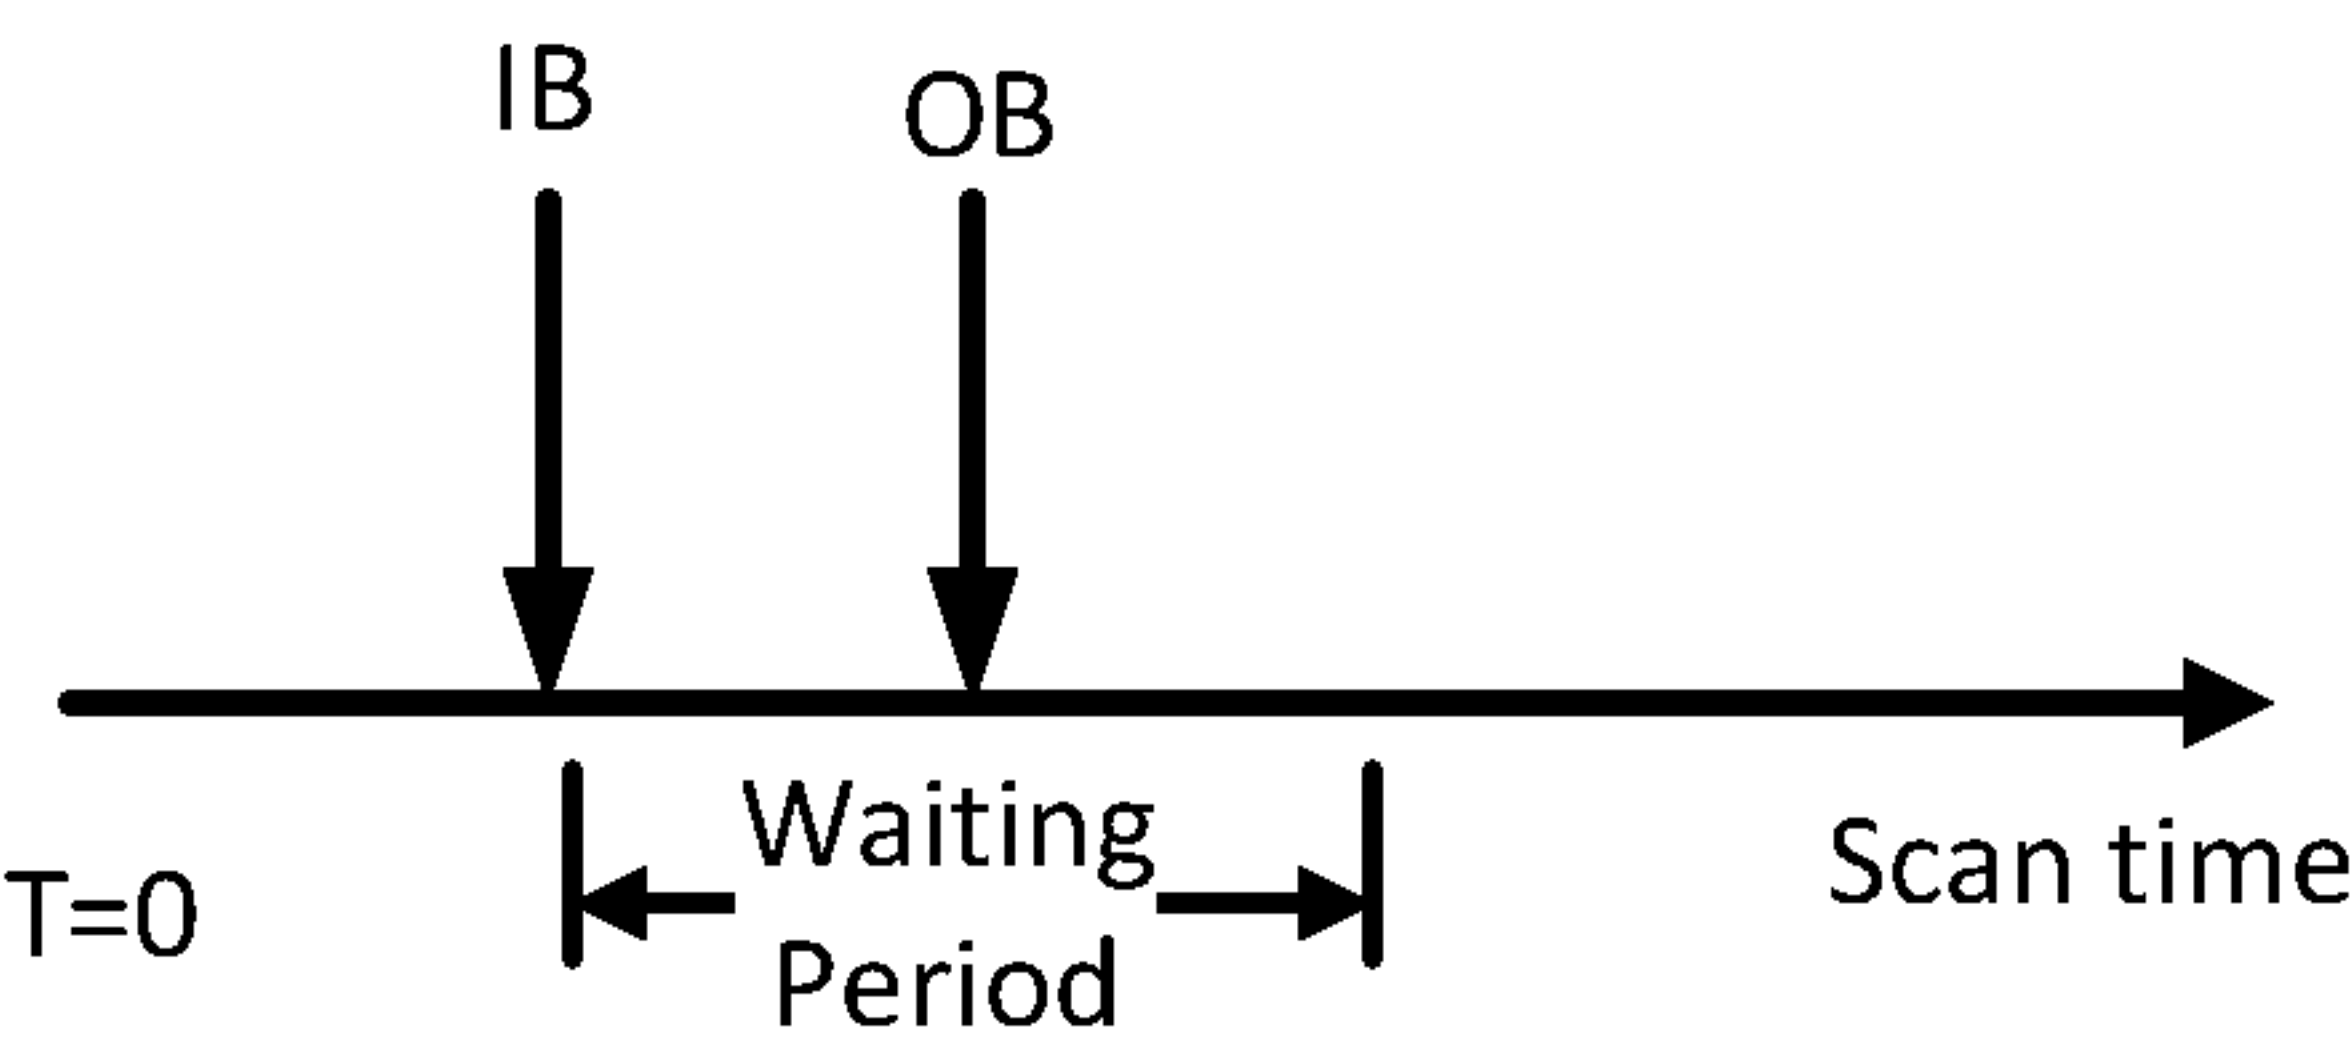 IB
OB
Waiting
Period
T=0
Scan time